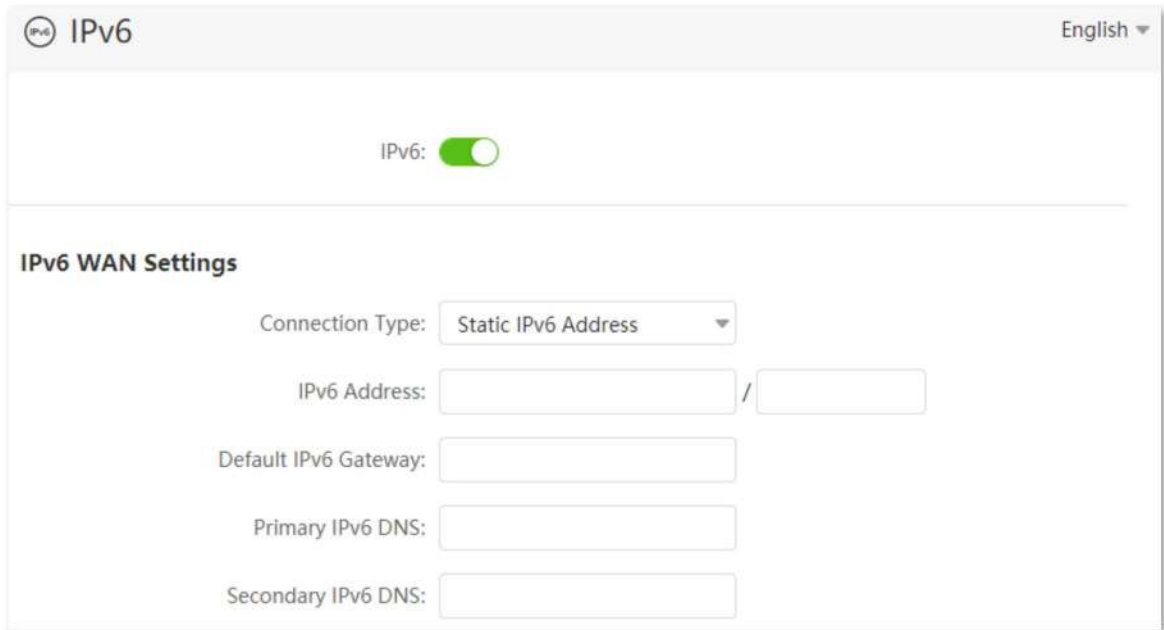 IPv6 IPv6 English
IPv6:
IPv6 WAN Settings
Connection Type: Static IPv6 Address
IPv6 Address: /
Default IPv6 Gateway:
Primary IPv6 DNS:
Secondary IPv6 DNS: